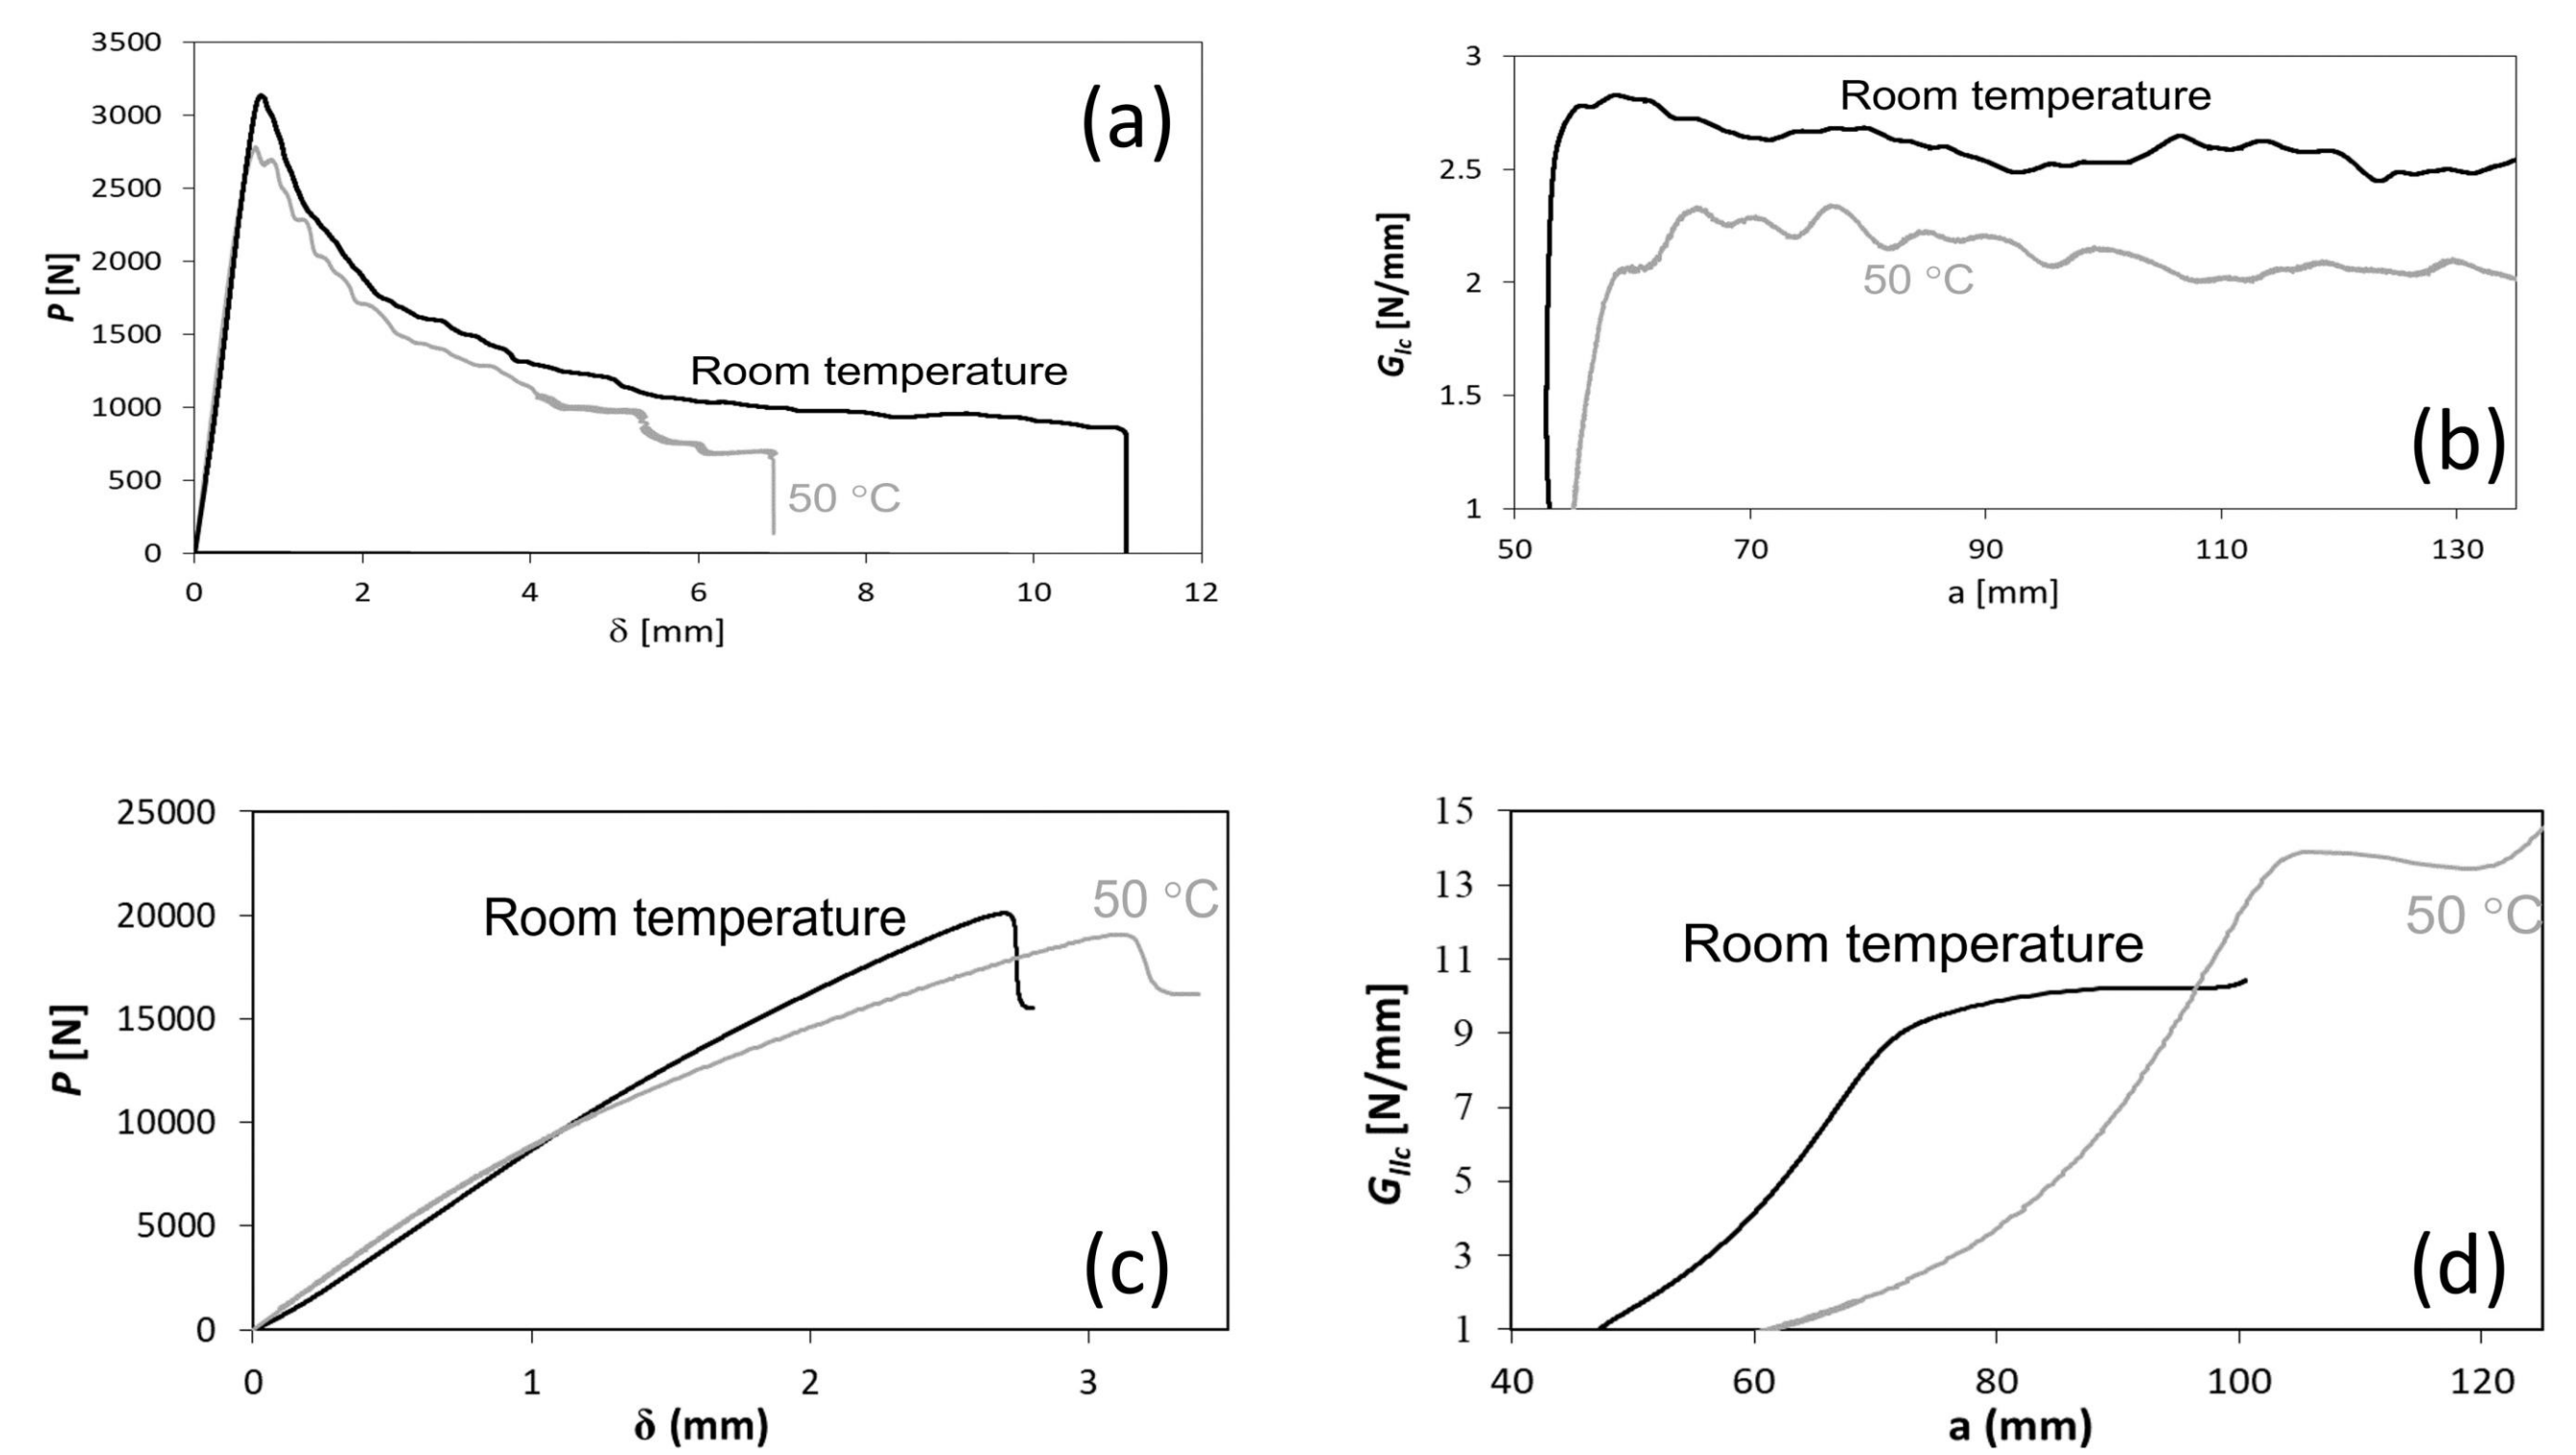 3500
3000
2500
2000
1500
1000
500
0
P [N]
(a)
Room temperature
50 °C
0 2 4 6 8 10 12
δ [mm]
3
2.5
2
1.5
1
G_Ic [N/mm]
Room temperature
50 °C
(b)
50 70 90 110 130
a [mm]
25000
20000
15000
10000
5000
0
P [N]
Room temperature
50 °C
(c)
0 1 2 3
δ (mm)
15
13
11
9
7
5
3
1
G_IIc [N/mm]
Room temperature
50 °C
(d)
40 60 80 100 120
a (mm)